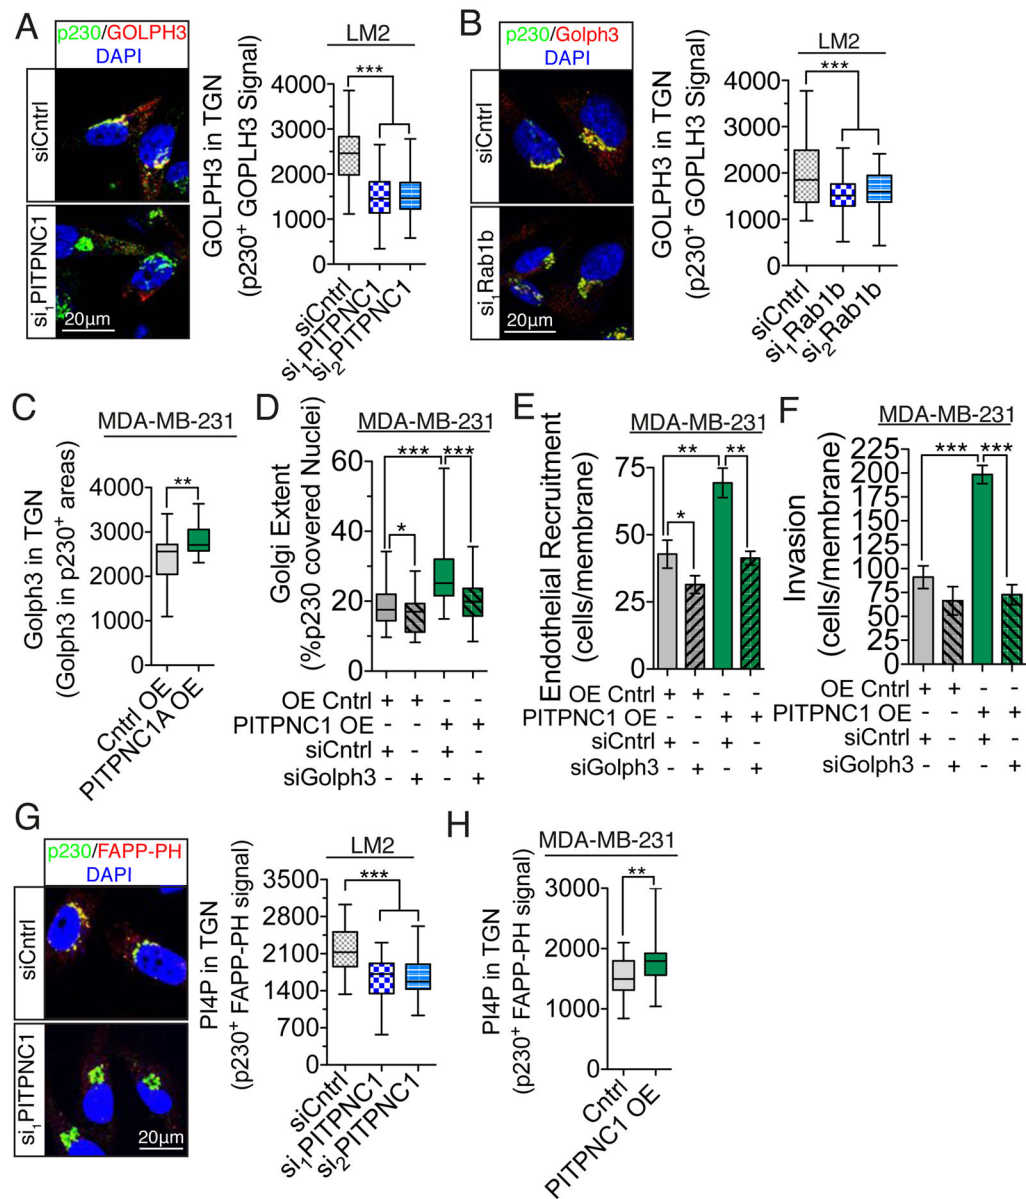 A
p230/GOLPH3
DAPI
siCntrl
si1PITPNC1
20µm
GOLPH3 in TGN
(p230+ GOPLH3 Signal)
LM2
***
4000
3000
2000
1000
0
siCntrl
si1PITPNC1
si2PITPNC1
B
p230/Golph3
DAPI
siCntrl
si1Rab1b
20µm
GOLPH3 in TGN
(p230+ GOPLH3 Signal)
LM2
***
4000
3000
2000
1000
0
siCntrl
si1Rab1b
si2Rab1b
C
MDA-MB-231
Golph3 in TGN
(Golph3 in p230+ areas)
**
4000
3000
2000
1000
0
Cntrl OE
PITPNC1A OE
D
MDA-MB-231
Golgi Extent
(%p230 covered Nuclei)
*** ***
*
60
40
20
0
OE Cntrl + + - -
PITPNC1 OE - - + +
siCntrl + - + -
siGolph3 - + - +
E
MDA-MB-231
Endothelial Recruitment
(cells/membrane)
** **
*
75
50
25
0
OE Cntrl + + - -
PITPNC1 OE - - + +
siCntrl + - + -
siGolph3 - + - +
F
MDA-MB-231
Invasion
(cells/membrane)
*** ***
225
200
175
150
125
100
75
50
25
0
OE Cntrl + + - -
PITPNC1 OE - - + +
siCntrl + - + -
siGolph3 - + - +
G
p230/FAPP-PH
DAPI
siCntrl
si1PITPNC1
20µm
PI4P in TGN
(p230+ FAPP-PH signal)
LM2
***
3500
2800
2100
1400
700
0
siCntrl
si1PITPNC1
si2PITPNC1
H
MDA-MB-231
PI4P in TGN
(p230+ FAPP-PH signal)
**
3000
2000
1000
0
Cntrl
PITPNC1 OE